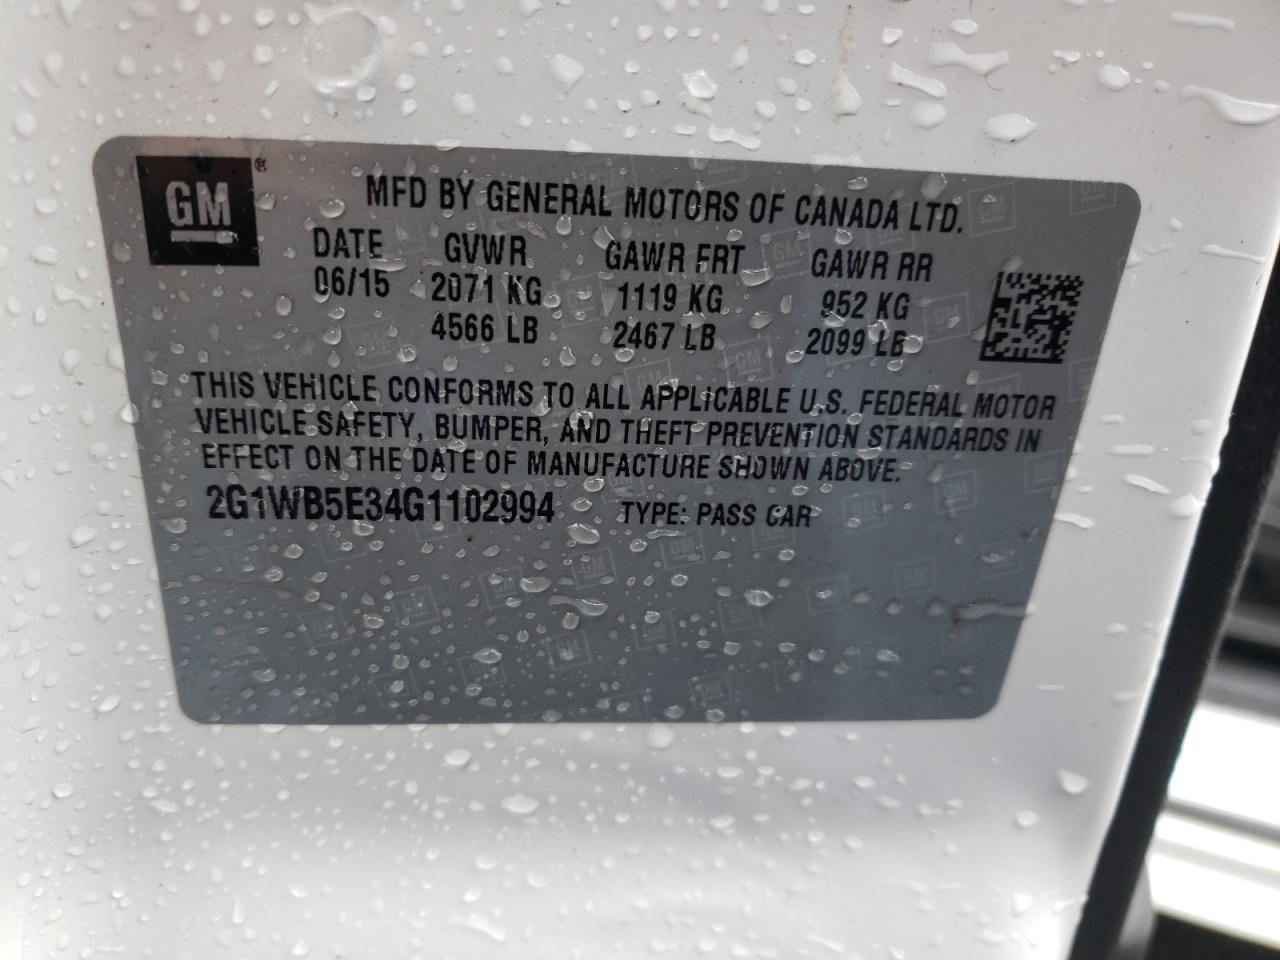 GM ®
MFD BY GENERAL MOTORS OF CANADA LTD.
DATE GVWR GAWR FRT GAWR RR
06/15 2071 KG 1119 KG 952 KG
4566 LB 2467 LB 2099 LB
THIS VEHICLE CONFORMS TO ALL APPLICABLE U.S. FEDERAL MOTOR
VEHICLE SAFETY, BUMPER, AND THEFT PREVENTION STANDARDS IN
EFFECT ON THE DATE OF MANUFACTURE SHOWN ABOVE.
2G1WB5E34G1102994 TYPE: PASS CAR